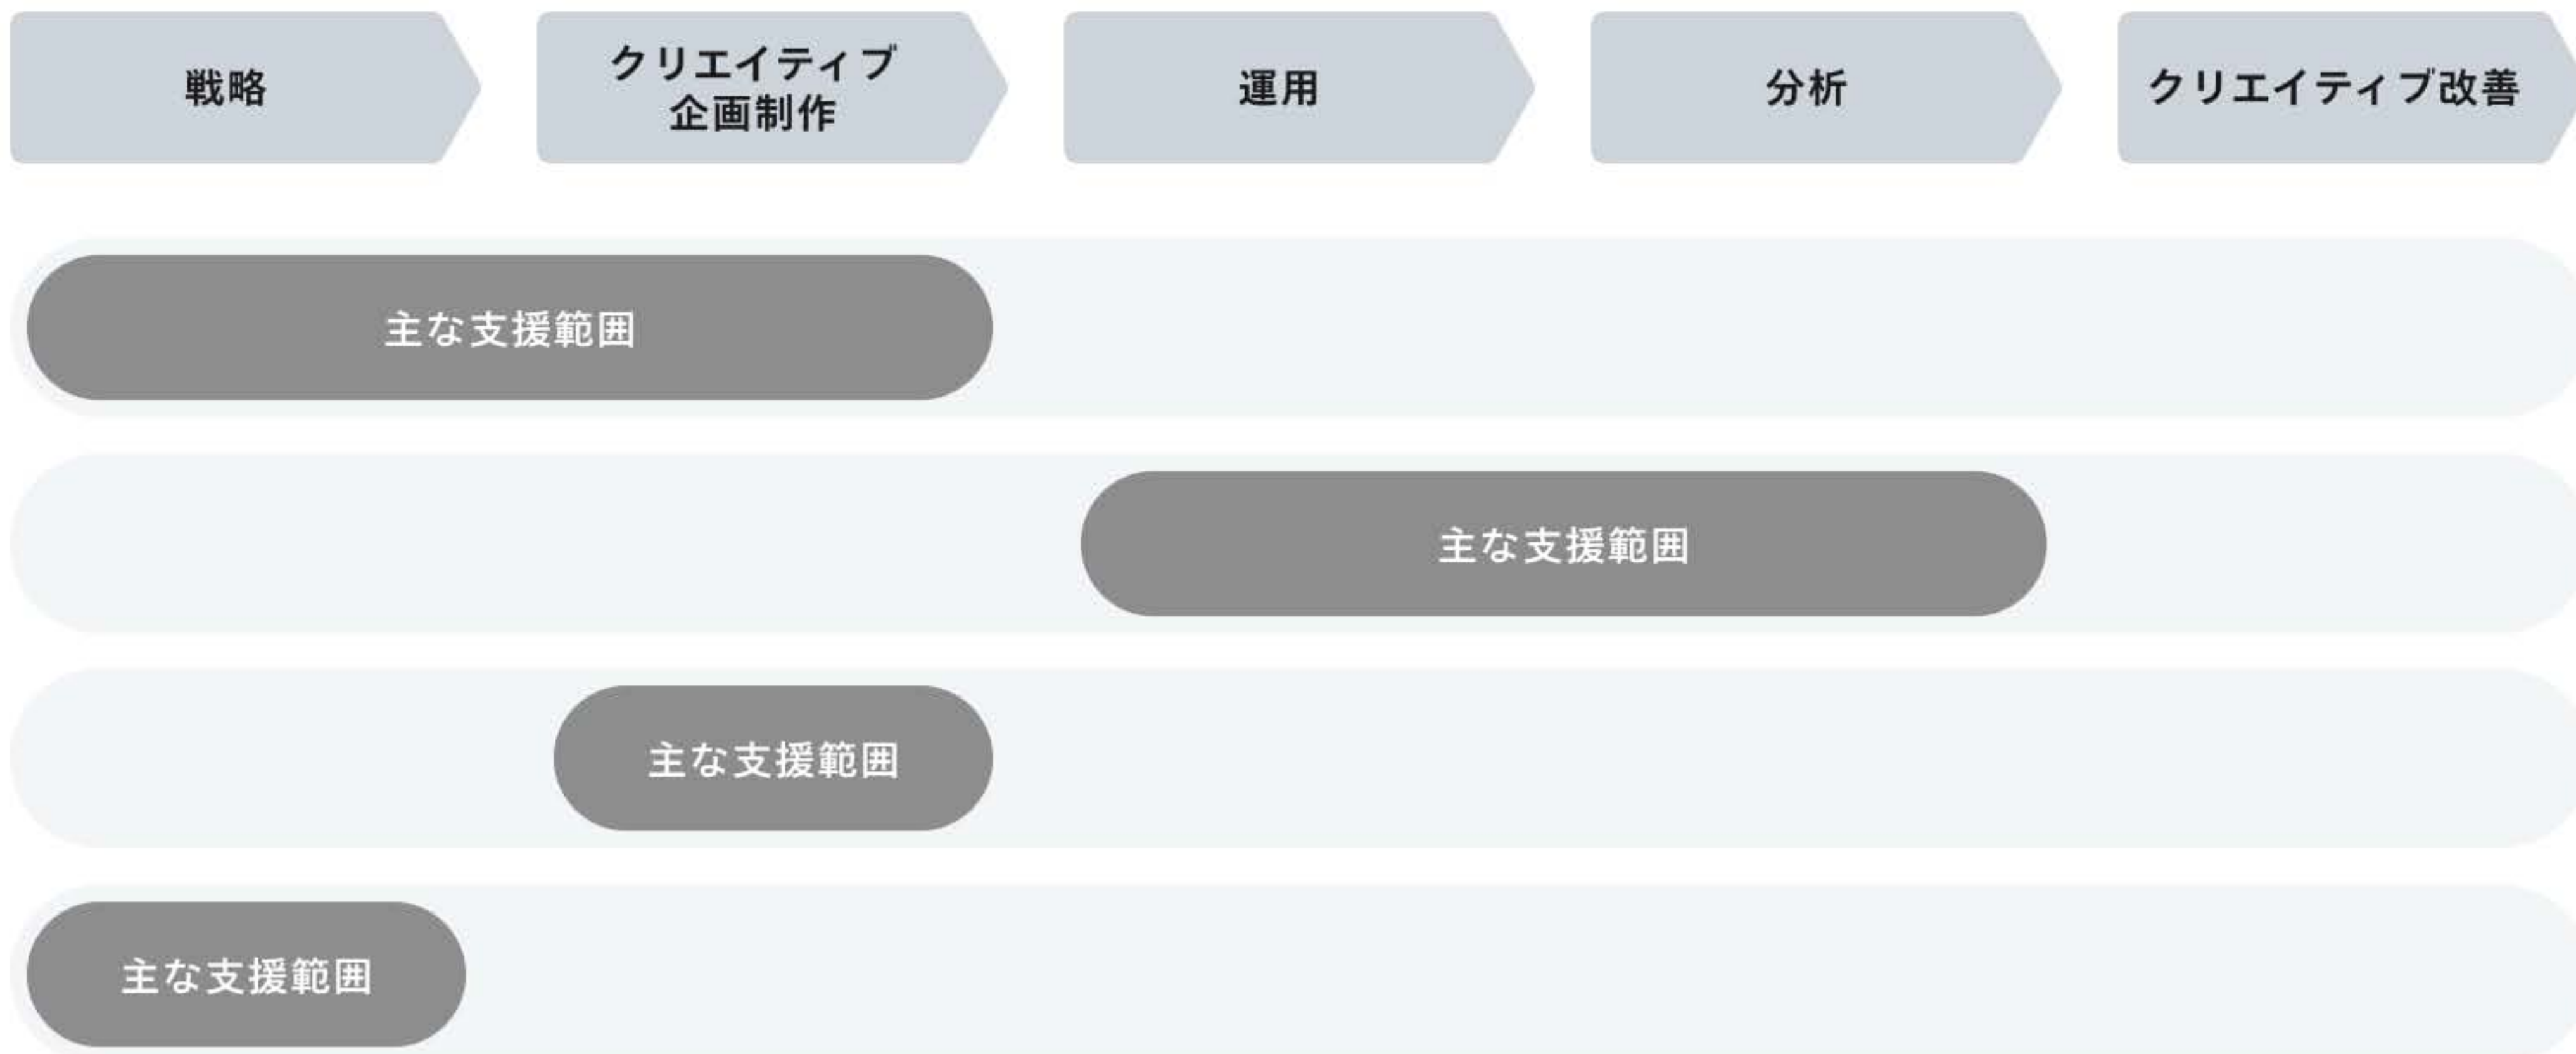 戦略
クリエイティブ
企画制作
運用
分析
クリエイティブ改善
主な支援範囲
主な支援範囲
主な支援範囲
主な支援範囲